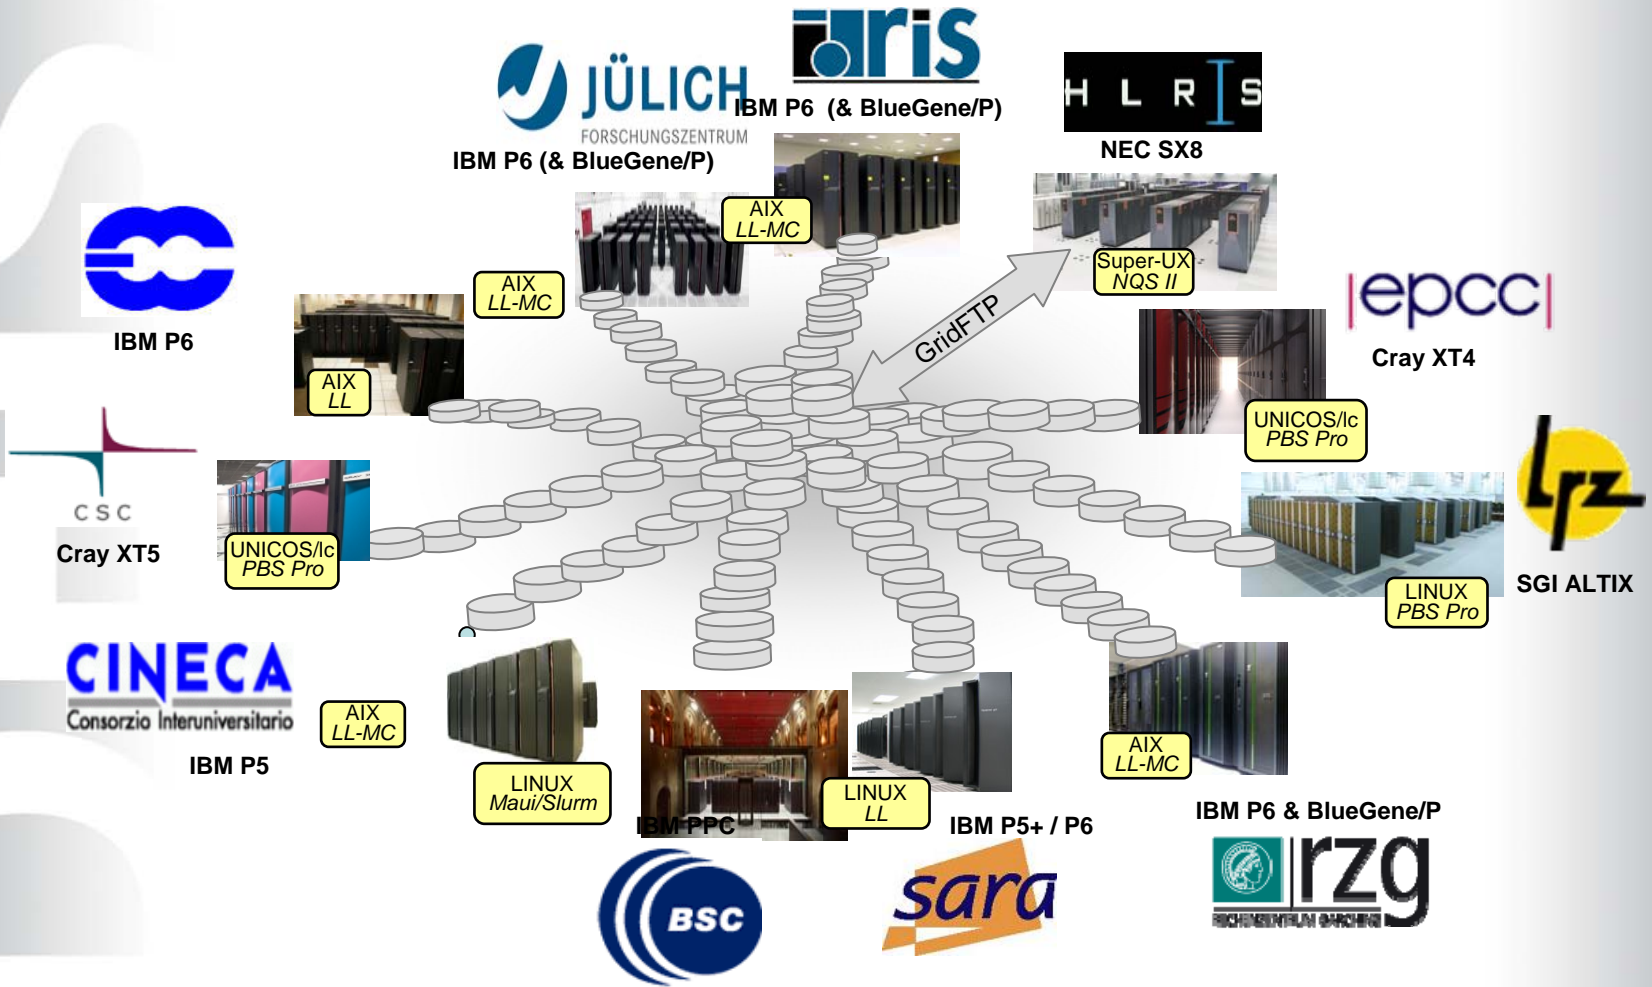 idris
JÜLICH
FORSCHUNGSZENTRUM
IBM P6 (& BlueGene/P)
IBM P6 (& BlueGene/P)
HLRIS
NEC SX8
AIX
LL-MC
AIX
LL-MC
Super-UX
NQS II
GridFTP
IBM P6
AIX
LL
|epcc|
Cray XT4
UNICOS/lc
PBS Pro
CSC
Cray XT5
UNICOS/lc
PBS Pro
lrz
SGI ALTIX
LINUX
PBS Pro
CINECA
Consorzio Interuniversitario
IBM P5
AIX
LL-MC
LINUX
Maui/Slurm
IBM PPC
BSC
LINUX
LL
IBM P5+ / P6
sara
AIX
LL-MC
IBM P6 & BlueGene/P
rzg